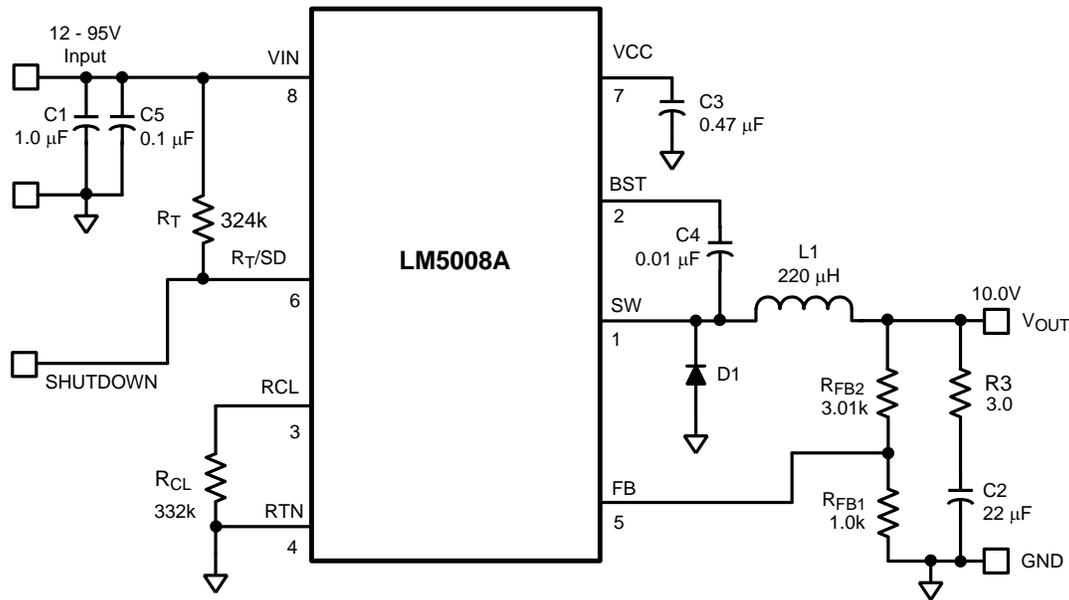 12 - 95V
Input
VIN
8
C1
1.0 μF
C5
0.1 μF
RT
324k
RT/SD
6
SHUTDOWN
RCL
3
RCL
332k
RTN
4
LM5008A
VCC
7
C3
0.47 μF
BST
2
C4
0.01 μF
SW
1
L1
220 μH
10.0V
VOUT
D1
RFB2
3.01k
R3
3.0
FB
5
RFB1
1.0k
C2
22 μF
GND